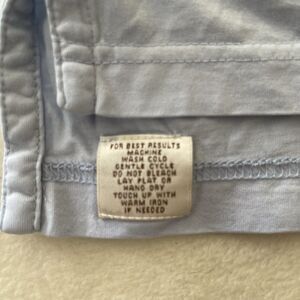 FOR BEST RESULTS
MACHINE
WASH COLD
GENTLE CYCLE
DO NOT BLEACH
LAY FLAT OR
HAND DRY
TOUCH UP WITH
WARM IRON
IF NEEDED